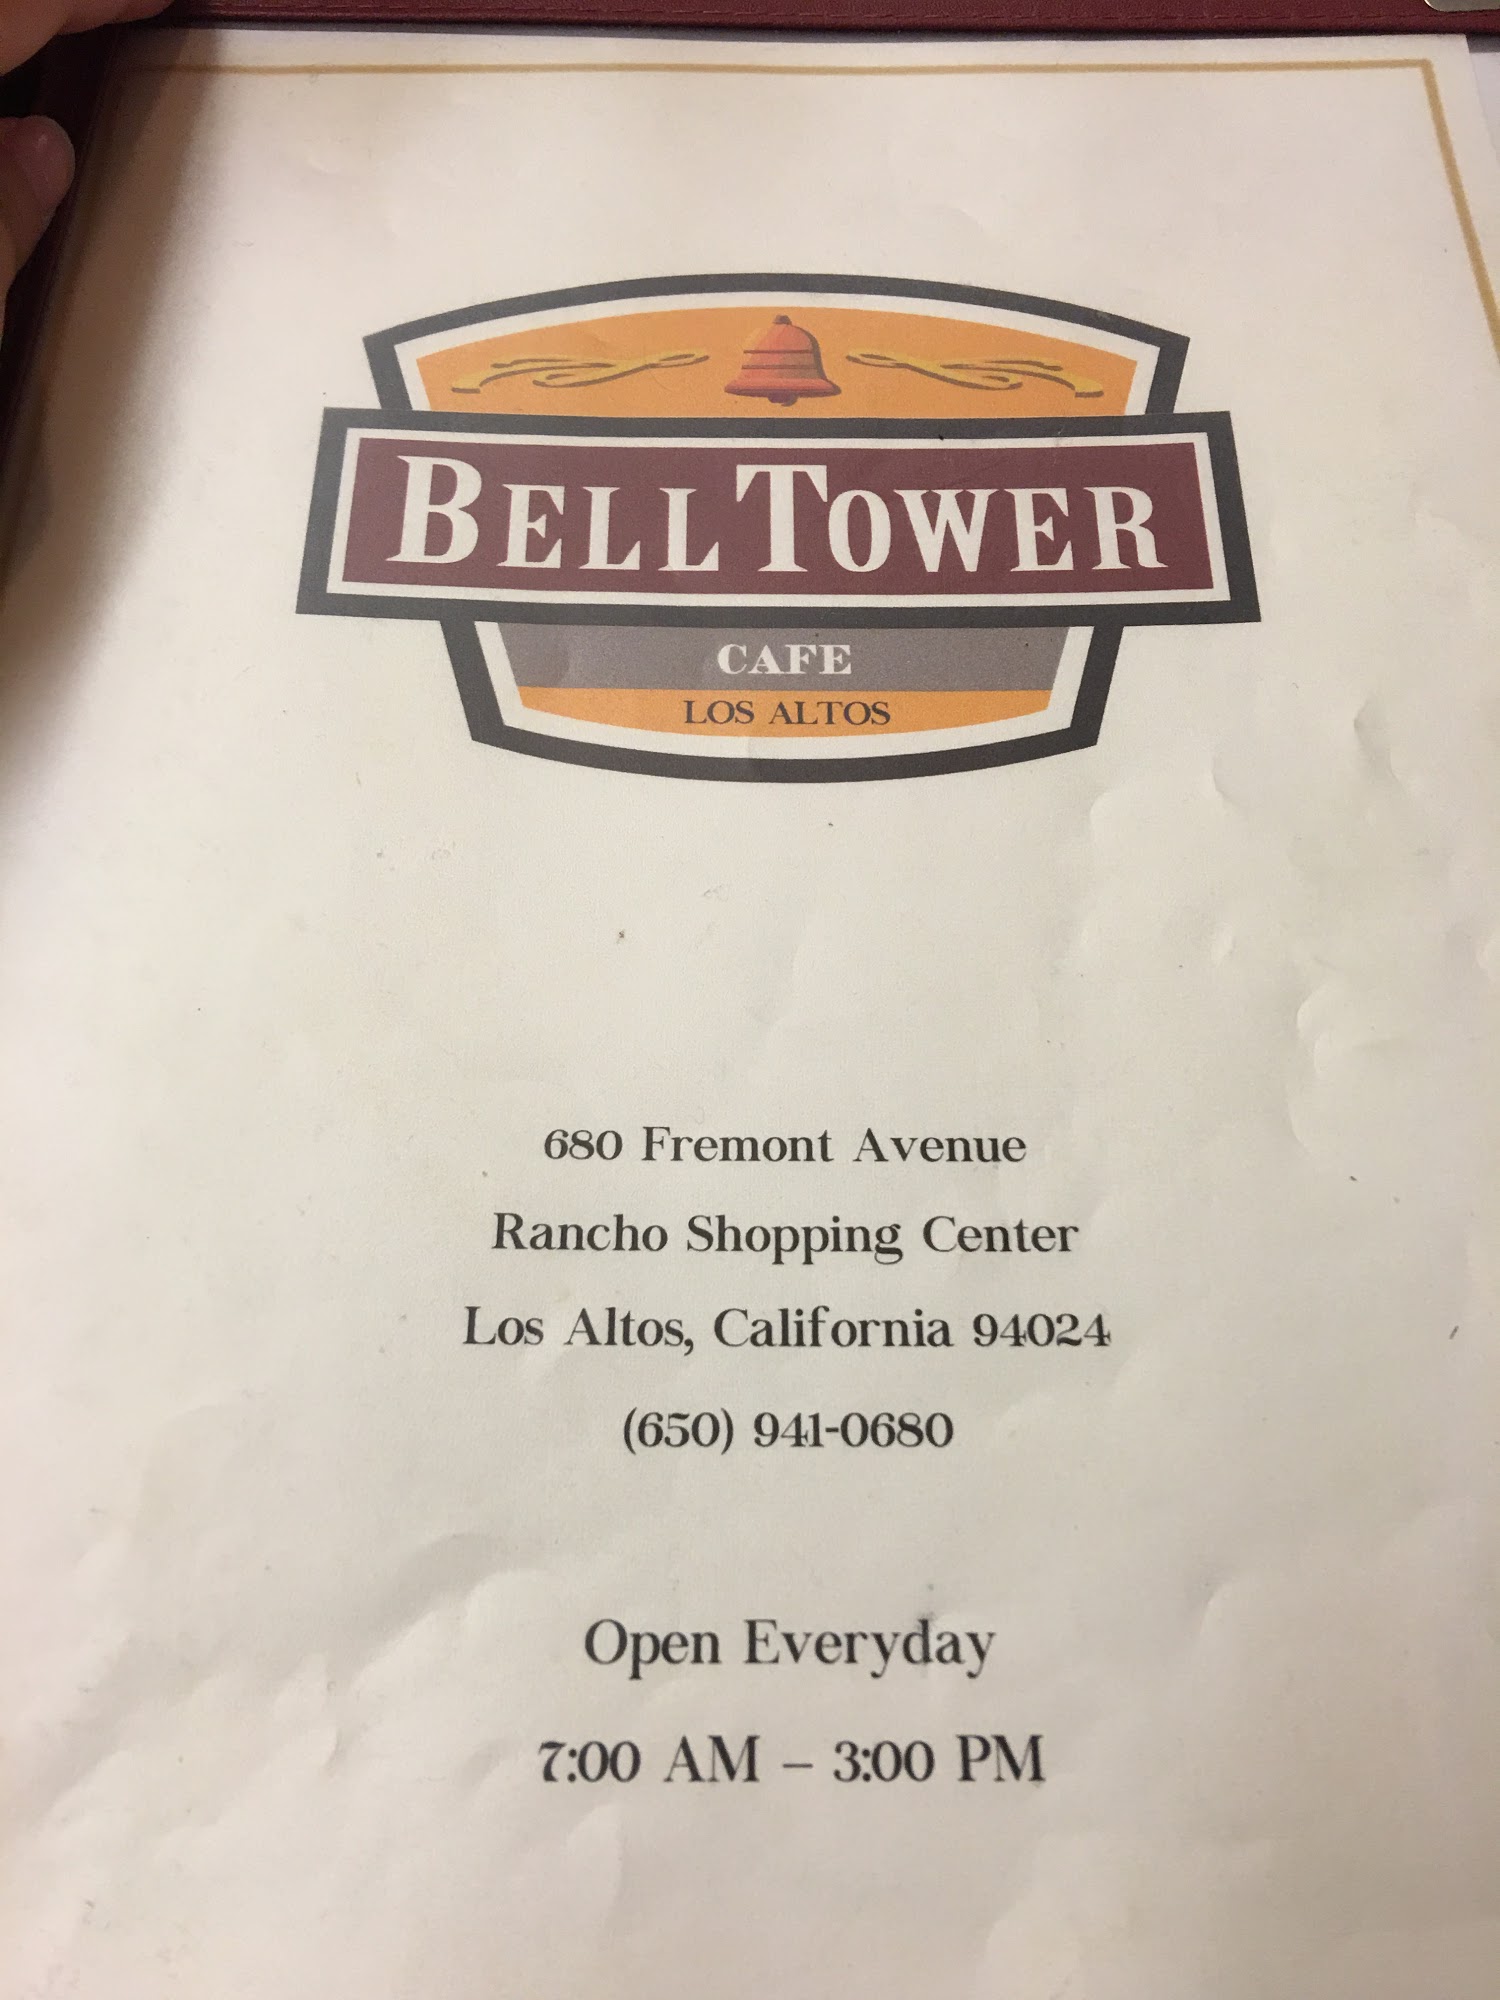 BELL TOWER
CAFE
LOS ALTOS
680 Fremont Avenue
Rancho Shopping Center
Los Altos, California 94024
(650) 941-0680
Open Everyday
7:00 AM – 3:00 PM